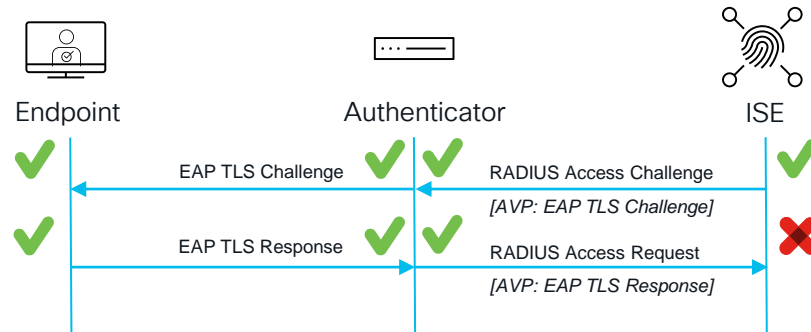 Endpoint
Authenticator
ISE
EAP TLS Challenge
RADIUS Access Challenge
[AVP: EAP TLS Challenge]
EAP TLS Response
RADIUS Access Request
[AVP: EAP TLS Response]